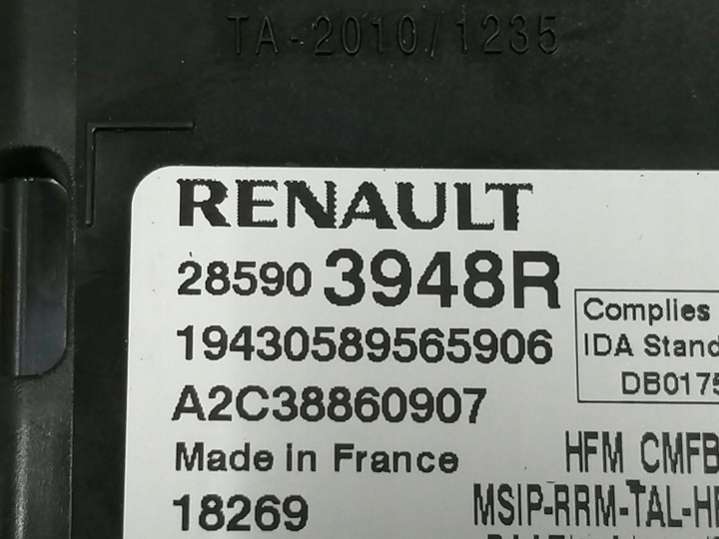 TA-2010/1235
RENAULT
28590 3948R
19430589565906
A2C38860907
Made in France
18269
Complies
IDA Stand
DB0175
HFM CMFB
MSIP-RRM-TAL-HF